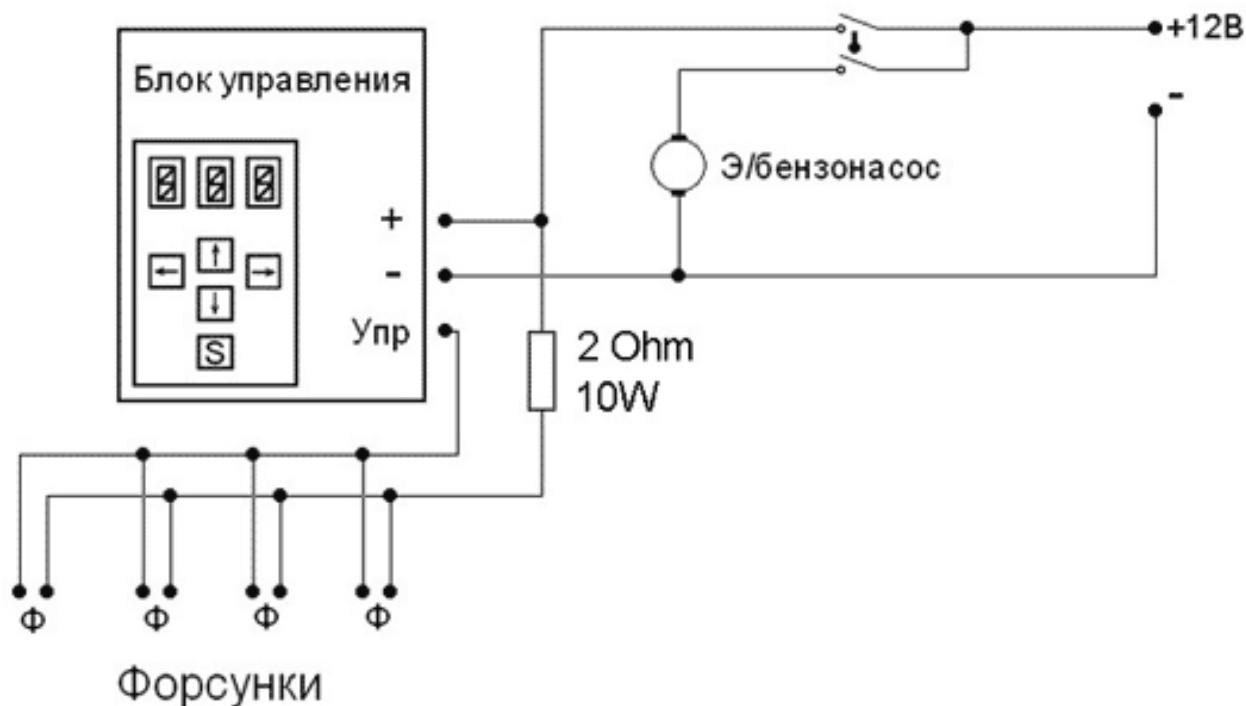 +12В
Блок управления
-
Э/бензонасос
+
-
Упр
S
2 Ohm
10W
Ф Ф Ф Ф
Форсунки